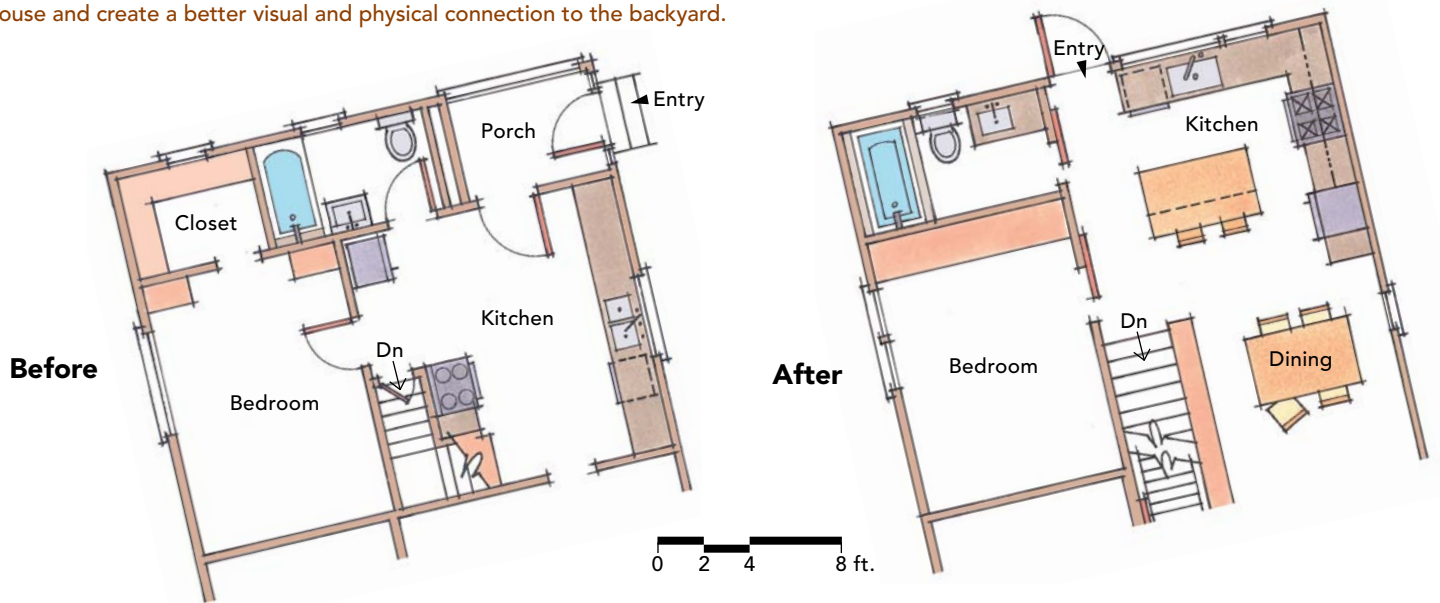 ouse and create a better visual and physical connection to the backyard.
Before
Entry
Porch
Closet
Kitchen
Dn
Bedroom
After
Entry
Kitchen
Dn
Bedroom
Dining
0 2 4 8 ft.